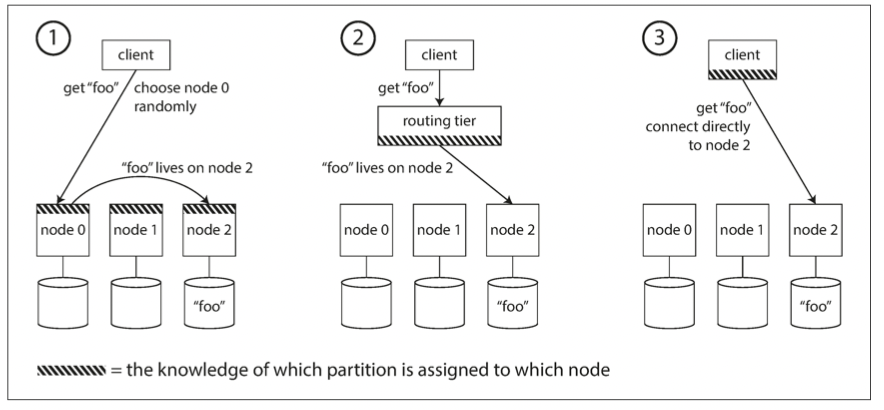 1
client
get “foo”
choose node 0
randomly
“foo” lives on node 2
node 0
node 1
node 2
“foo”
2
client
get “foo”
routing tier
“foo” lives on node 2
node 0
node 1
node 2
“foo”
3
client
get “foo”
connect directly
to node 2
node 0
node 1
node 2
“foo”
= the knowledge of which partition is assigned to which node